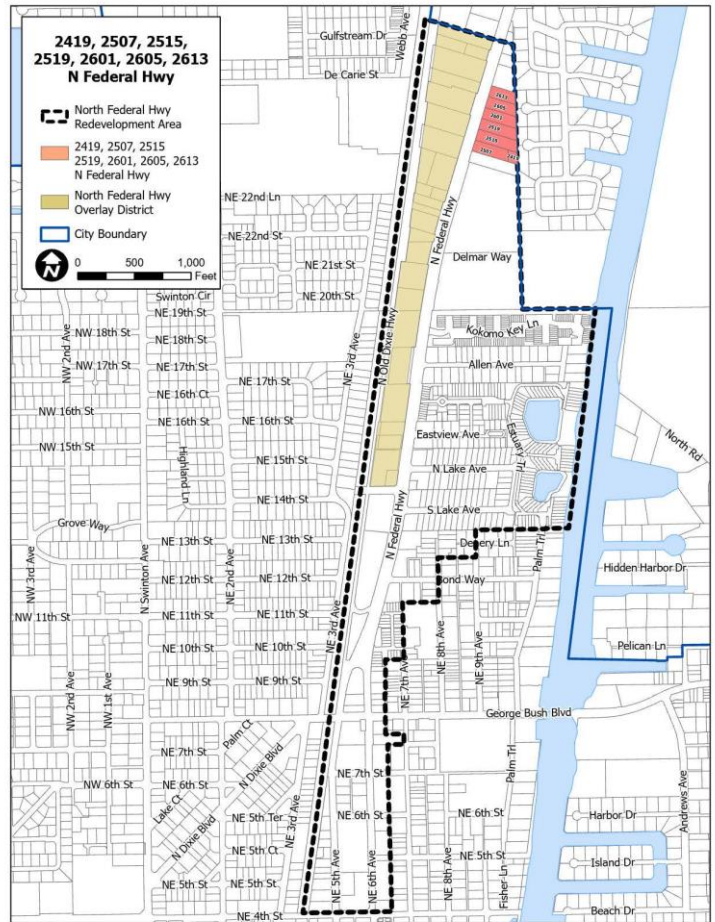 2419, 2507, 2515,
2519, 2601, 2605, 2613
N Federal Hwy
North Federal Hwy
Redevelopment Area
2419, 2507, 2515
2519, 2601, 2605, 2613
N Federal Hwy
North Federal Hwy
Overlay District
City Boundary
N
0 500 1,000
Feet
Gulfstream Dr
Webb Ave
De Carie St
2613
2605
2601
2519
2515
2507
2419
NE 22nd Ln
NE 22nd St
N Federal Hwy
Delmar Way
NE 21st St
NE 20th St
Swinton Cir
NE 19th St
NW 2nd Ave
NW 18th St
NE 18th St
NE 3rd Ave
N Old Dixie Hwy
Kokomo Key Ln
NW 17th St
NE 17th St
Allen Ave
NE 16th Ct
NE 17th St
NW 16th St
NE 16th St
NW 15th St
Highland Ln
NE 15th St
Eastview Ave
Estuary Trl
North Rd
N Lake Ave
NE 14th St
S Lake Ave
Grove Way
NE 13th St
NE 13th St
N Federal Hwy
Denery Ln
Palm Trl
NW 3rd Ave
N Swinton Ave
NE 12th St
NE 2nd Ave
NE 12th St
Bond Way
Hidden Harbor Dr
NW 11th St
NE 11th St
NE 11th St
NE 3rd Ave
NE 10th St
NE 10th St
NE 7th Ave
NE 8th Ave
NE 9th Ave
Pelican Ln
NE 9th St
NE 9th St
NW 2nd Ave
NW 1st Ave
George Bush Blvd
Palm Ct
NE 7th St
N Dixie Blvd
Palm Trl
NW 6th St
NE 6th St
NE 7th St
Andrews Ave
Lake Ct
NE 6th St
NE 6th St
Harbor Dr
N Dixie Blvd
NE 5th Ter
NE 3rd Ave
NE 5th Ct
NE 5th St
Island Dr
NE 5th St
NE 5th St
NE 5th Ave
NE 6th Ave
NE 8th Ave
Fisher Ln
NE 4th St
Beach Dr